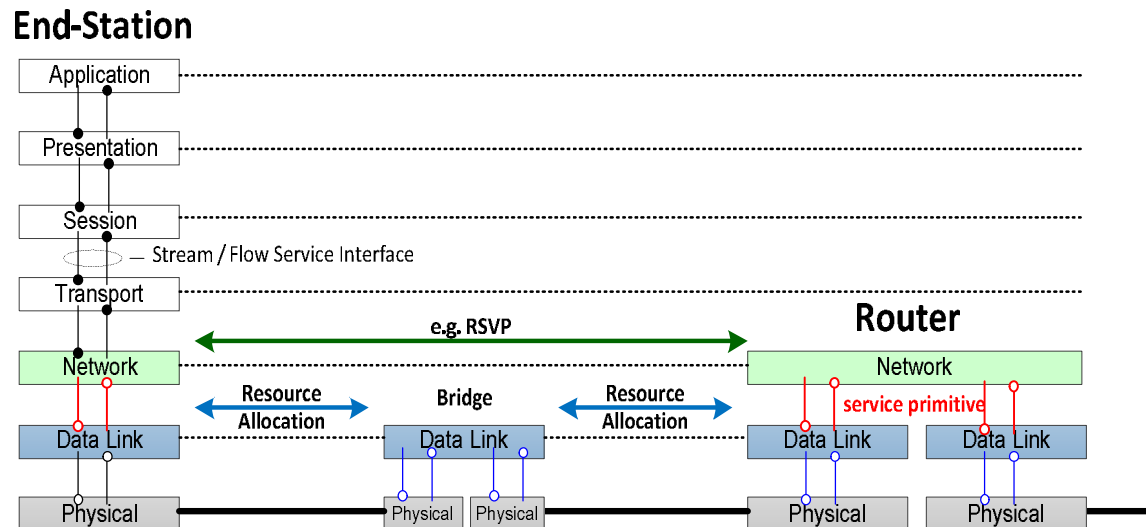 End-Station
Application
Presentation
Session
— Stream / Flow Service Interface
Transport
e.g. RSVP
Router
Network
Network
Resource
Allocation
Bridge
Resource
Allocation
service primitive
Data Link
Data Link
Data Link
Data Link
Physical
Physical
Physical
Physical
Physical